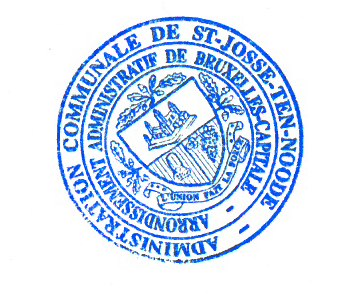 ADMINISTRATION COMMUNALE DE ST-JOSSE-TEN-NOODE
ARRONDISSEMENT ADMINISTRATIF DE BRUXELLES-CAPITALE
L'UNION FAIT LA FORCE